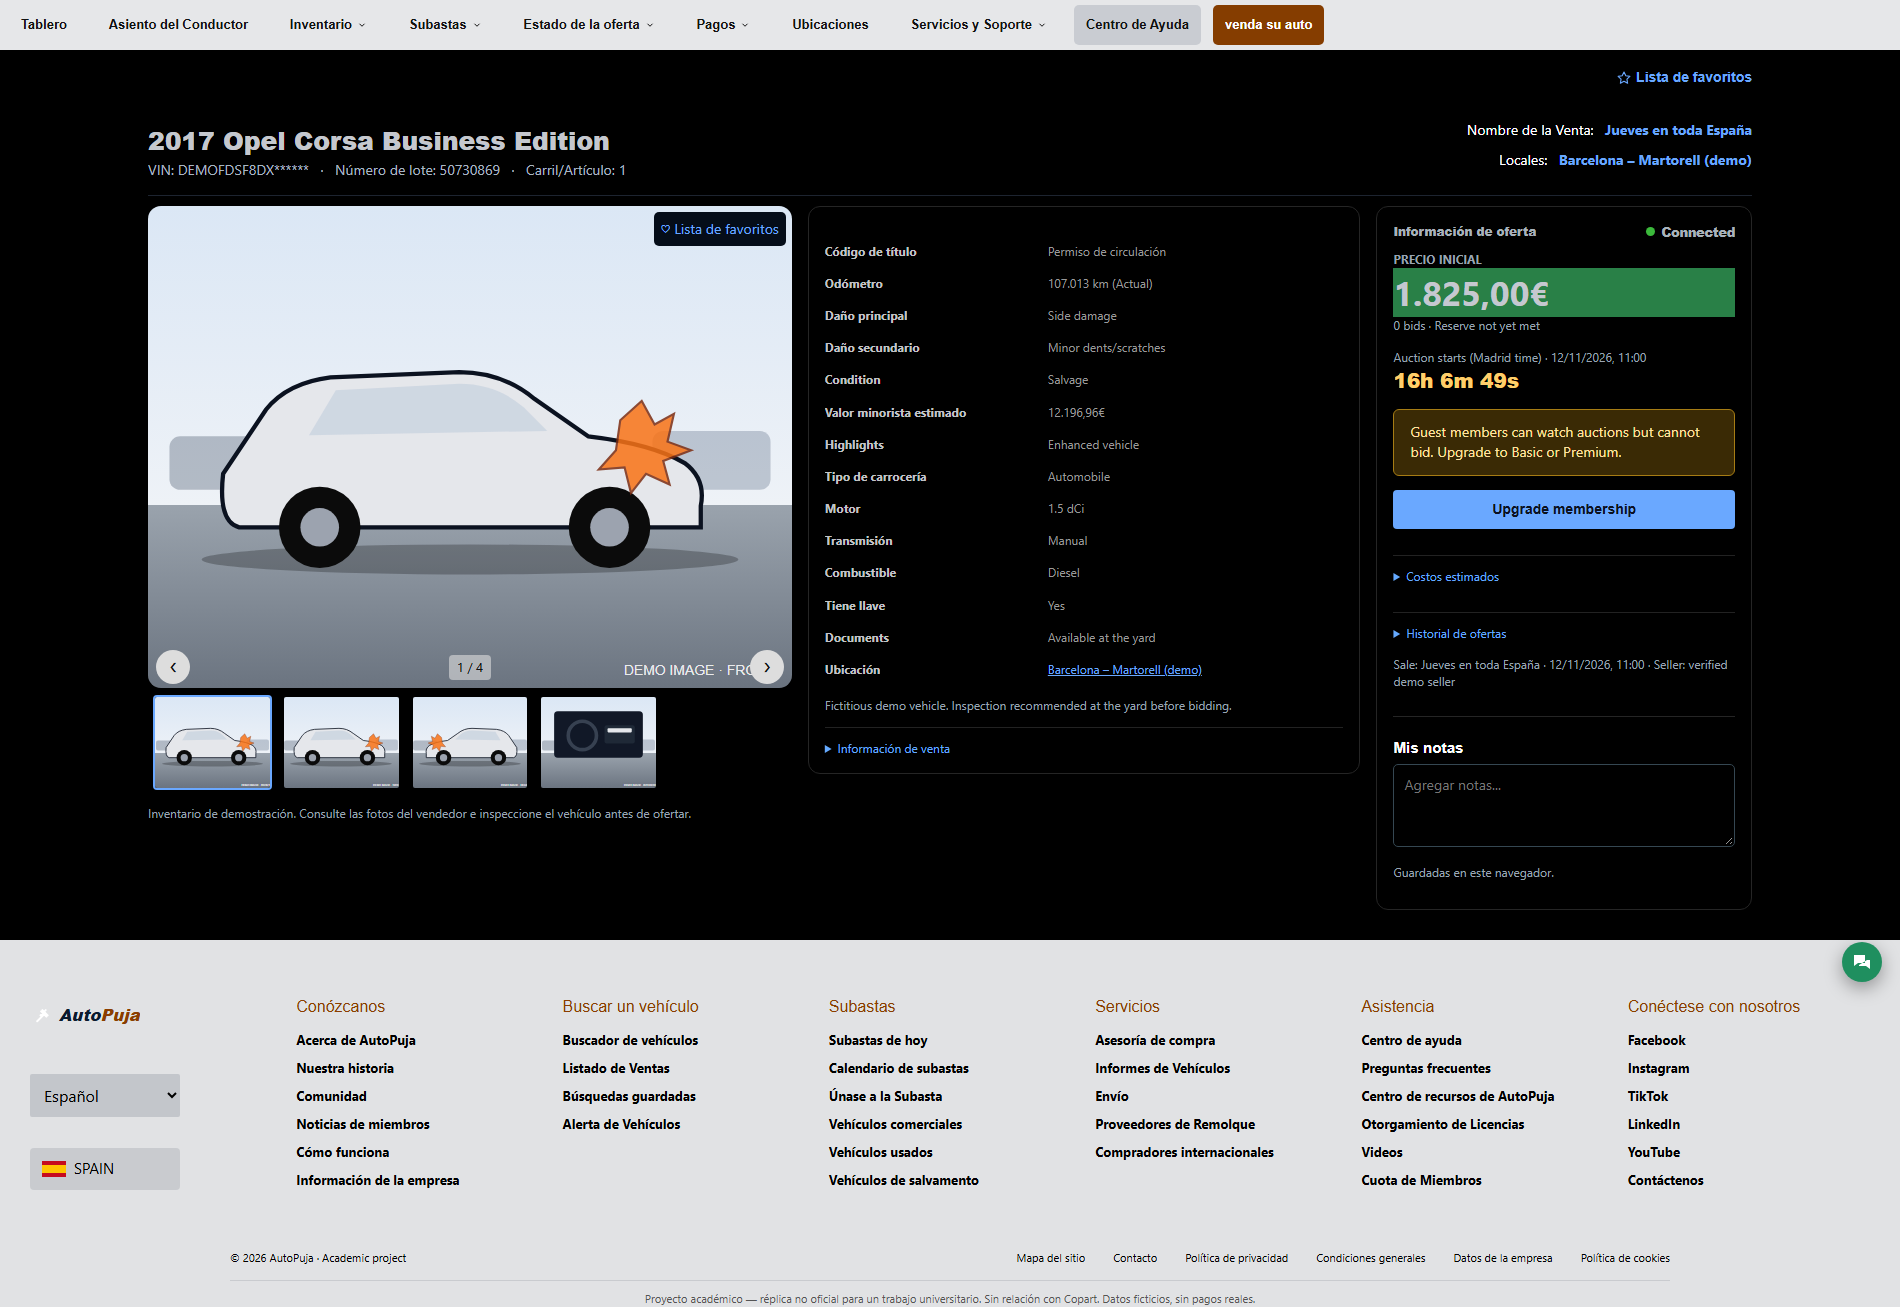 Tablero
Asiento del Conductor
Inventario
Subastas
Estado de la oferta
Pagos
Ubicaciones
Servicios y Soporte
Centro de Ayuda
venda su auto
Lista de favoritos
2017 Opel Corsa Business Edition
VIN: DEMOFDSF8DX****** · Número de lote: 50730869 · Carril/Artículo: 1
Nombre de la Venta: Jueves en toda España
Locales: Barcelona – Martorell (demo)
Lista de favoritos
1 / 4
DEMO IMAGE · FRO
Inventario de demostración. Consulte las fotos del vendedor e inspeccione el vehículo antes de ofertar.
Código de título Permiso de circulación
Odómetro 107.013 km (Actual)
Daño principal Side damage
Daño secundario Minor dents/scratches
Condition Salvage
Valor minorista estimado 12.196,96€
Highlights Enhanced vehicle
Tipo de carrocería Automobile
Motor 1.5 dCi
Transmisión Manual
Combustible Diesel
Tiene llave Yes
Documents Available at the yard
Ubicación Barcelona – Martorell (demo)
Fictitious demo vehicle. Inspection recommended at the yard before bidding.
Información de venta
Información de oferta Connected
PRECIO INICIAL
1.825,00€
0 bids · Reserve not yet met
Auction starts (Madrid time) · 12/11/2026, 11:00
16h 6m 49s
Guest members can watch auctions but cannot
bid. Upgrade to Basic or Premium.
Upgrade membership
Costos estimados
Historial de ofertas
Sale: Jueves en toda España · 12/11/2026, 11:00 · Seller: verified
demo seller
Mis notas
Agregar notas...
Guardadas en este navegador.
AutoPuja
Español
SPAIN
Conózcanos
Acerca de AutoPuja
Nuestra historia
Comunidad
Noticias de miembros
Cómo funciona
Información de la empresa
Buscar un vehículo
Buscador de vehículos
Listado de Ventas
Búsquedas guardadas
Alerta de Vehículos
Subastas
Subastas de hoy
Calendario de subastas
Únase a la Subasta
Vehículos comerciales
Vehículos usados
Vehículos de salvamento
Servicios
Asesoría de compra
Informes de Vehículos
Envío
Proveedores de Remolque
Compradores internacionales
Asistencia
Centro de ayuda
Preguntas frecuentes
Centro de recursos de AutoPuja
Otorgamiento de Licencias
Videos
Cuota de Miembros
Conéctese con nosotros
Facebook
Instagram
TikTok
LinkedIn
YouTube
Contáctenos
© 2026 AutoPuja · Academic project
Mapa del sitio
Contacto
Política de privacidad
Condiciones generales
Datos de la empresa
Política de cookies
Proyecto académico — réplica no oficial para un trabajo universitario. Sin relación con Copart. Datos ficticios, sin pagos reales.